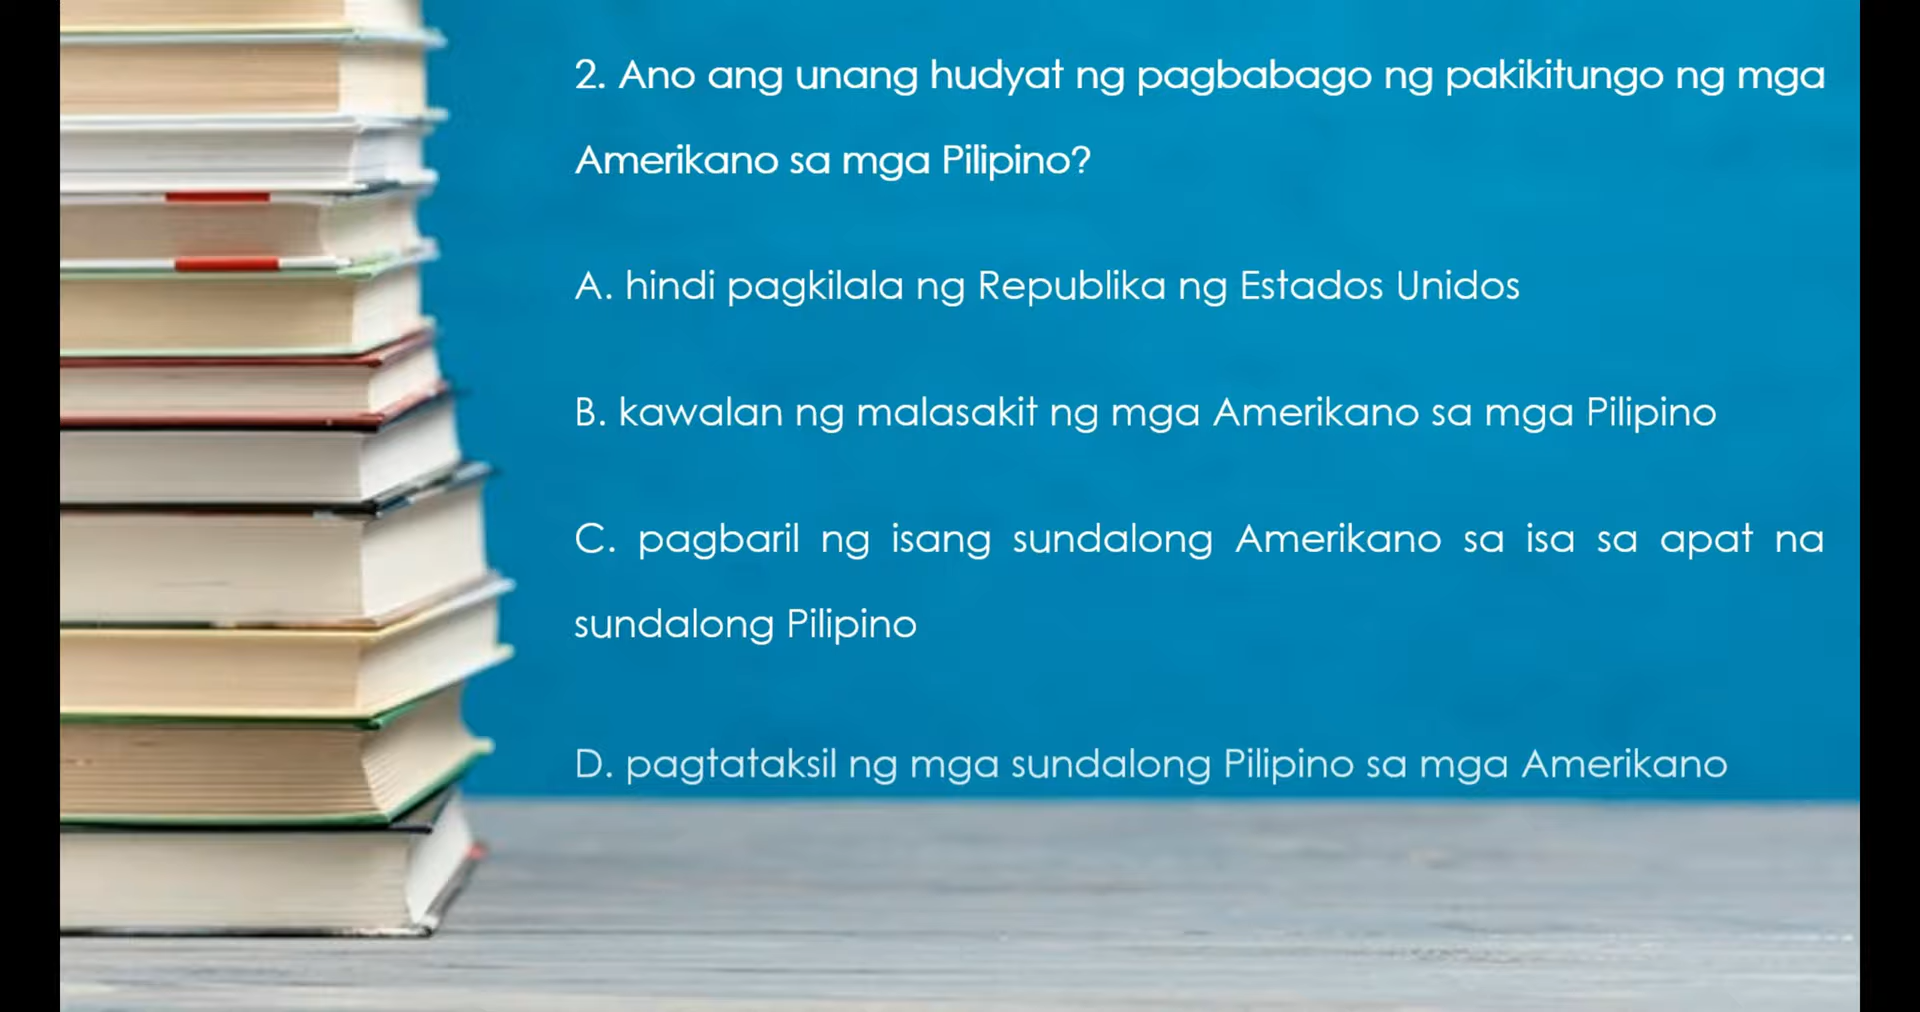 2. Ano ang unang hudyat ng pagbabago ng pakikitungo ng mga
Amerikano sa mga Pilipino?
A. hindi pagkilala ng Republika ng Estados Unidos
B. kawalan ng malasakit ng mga Amerikano sa mga Pilipino
C. pagbaril ng isang sundalong Amerikano sa isa sa apat na
sundalong Pilipino
D. pagtataksil ng mga sundalong Pilipino sa mga Amerikano